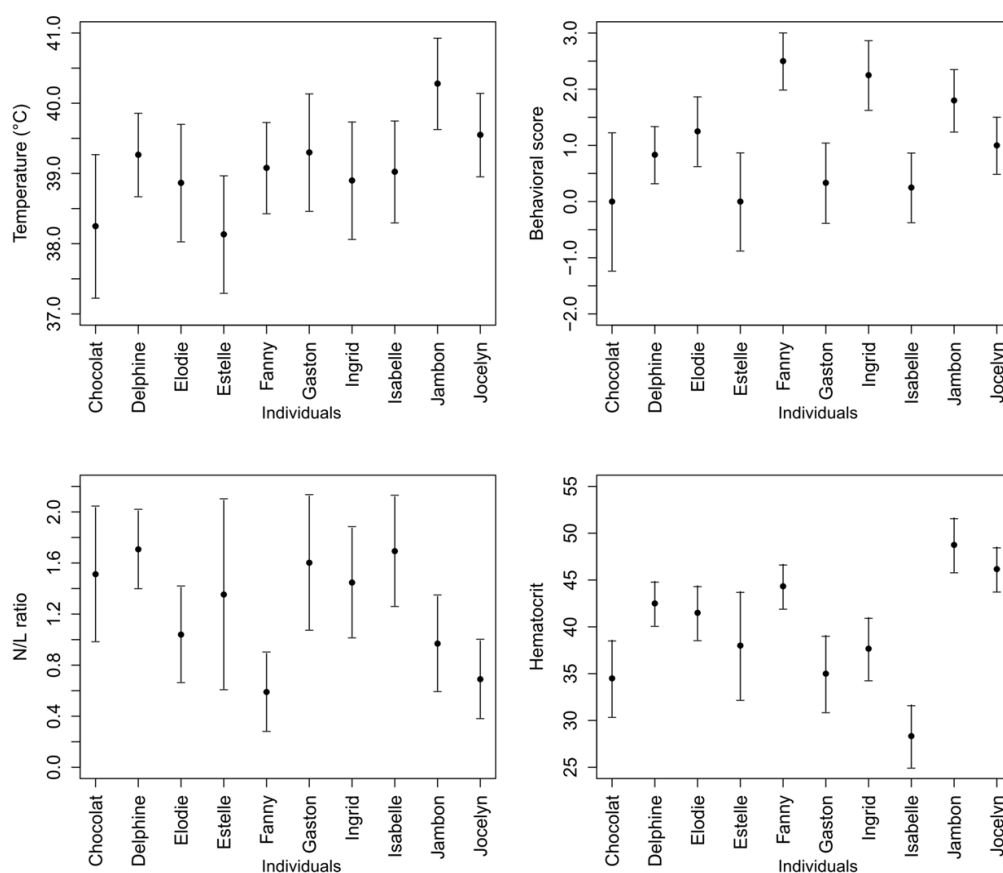 Temperature (°C)
41.0
40.0
39.0
38.0
37.0
Chocolat
Delphine
Elodie
Estelle
Fanny
Gaston
Ingrid
Isabelle
Jambon
Jocelyn
Individuals
Behavioral score
3.0
2.0
1.0
0.0
−1.0
−2.0
Chocolat
Delphine
Elodie
Estelle
Fanny
Gaston
Ingrid
Isabelle
Jambon
Jocelyn
Individuals
N/L ratio
2.0
1.6
1.2
0.8
0.4
0.0
Chocolat
Delphine
Elodie
Estelle
Fanny
Gaston
Ingrid
Isabelle
Jambon
Jocelyn
Individuals
Hematocrit
55
50
45
40
35
30
25
Chocolat
Delphine
Elodie
Estelle
Fanny
Gaston
Ingrid
Isabelle
Jambon
Jocelyn
Individuals